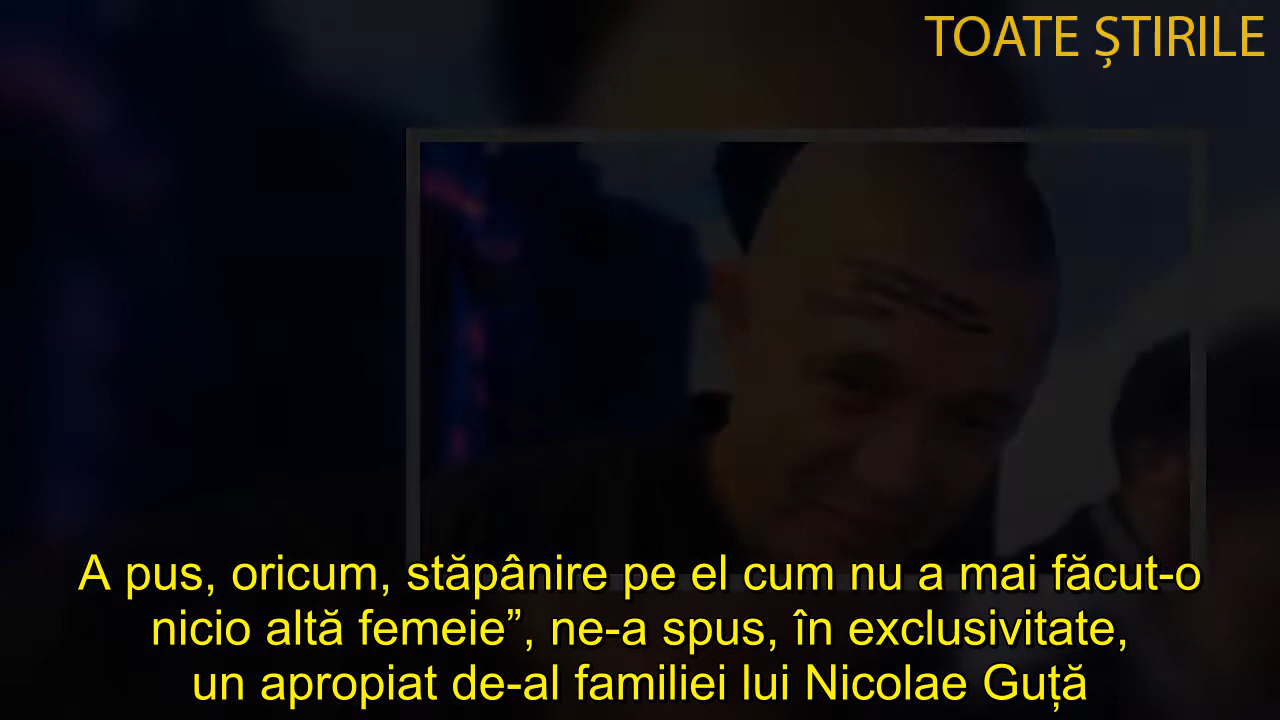 TOATE ȘTIRILE
A pus, oricum, stăpânire pe el cum nu a mai făcut-o
nicio altă femeie”, ne-a spus, în exclusivitate,
un apropiat de-al familiei lui Nicolae Guță